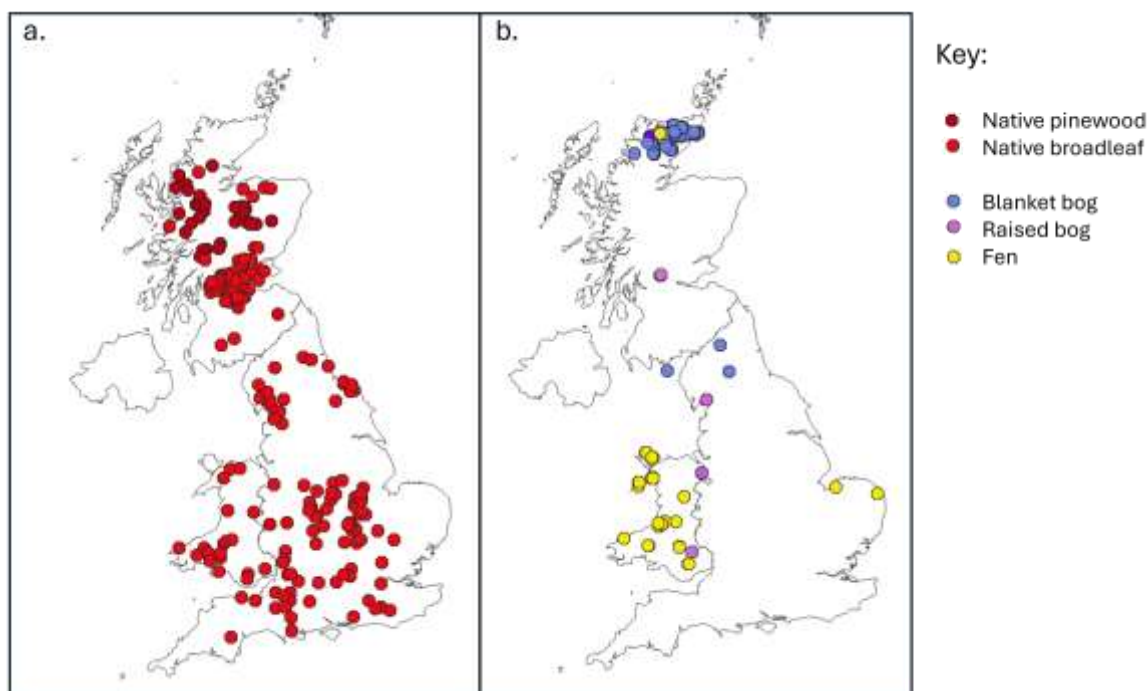 a.
b.
Key:
Native pinewood
Native broadleaf
Blanket bog
Raised bog
Fen